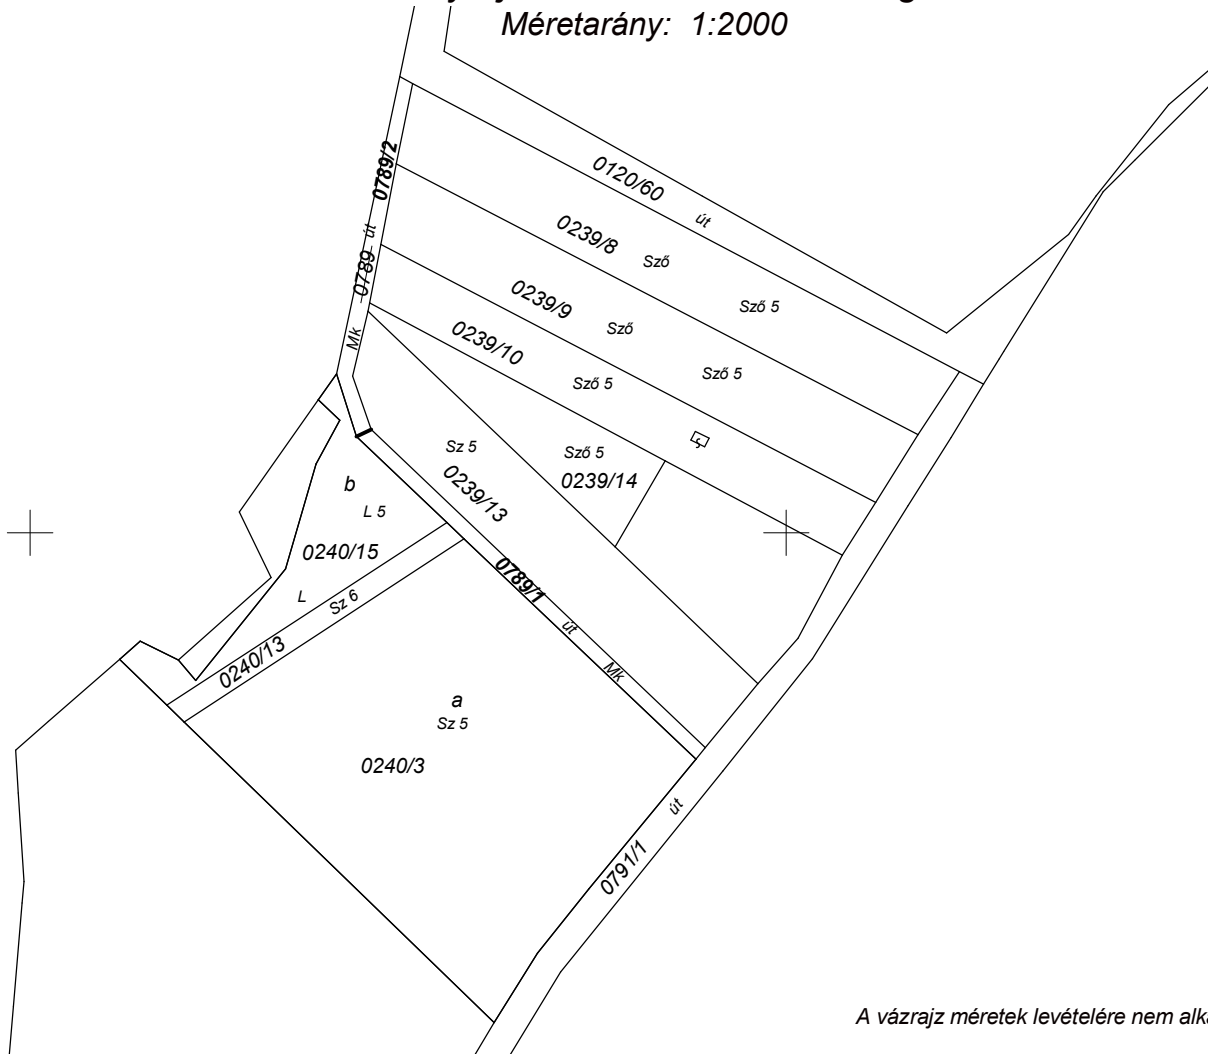 Méretarány: 1:2000
0789/2
0120/60
út
0239/8
Sző
Sző 5
0789
út
0239/9
Sző
Sző 5
Mk
0239/10
Sző 5
Sz 5
Sző 5
0239/14
0239/13
b
L 5
0240/15
L
Sz 6
0240/13
0789/1
út
Mk
a
Sz 5
0240/3
út
0791/1
A vázrajz méretek levételére nem alk